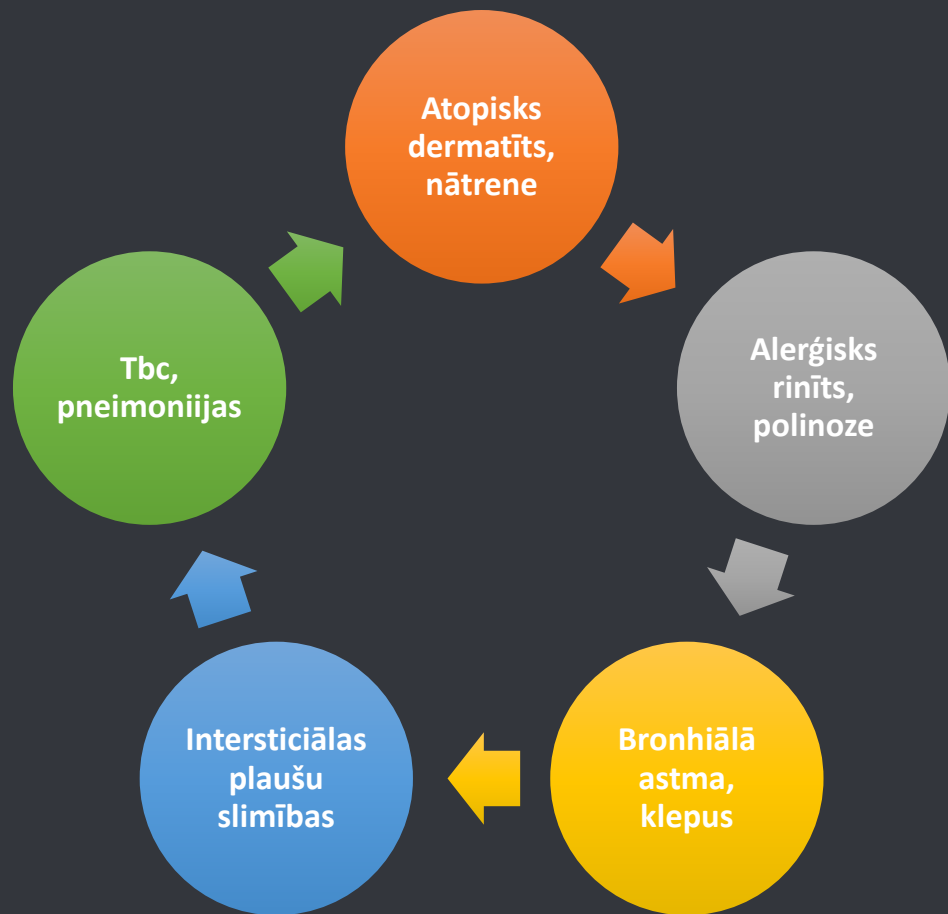 Atopisks
dermatīts,
nātrene
Alerģisks
rinīts,
polinoze
Bronhiālā
astma,
klepus
Intersticiālas
plaušu
slimības
Tbc,
pneimoniijas